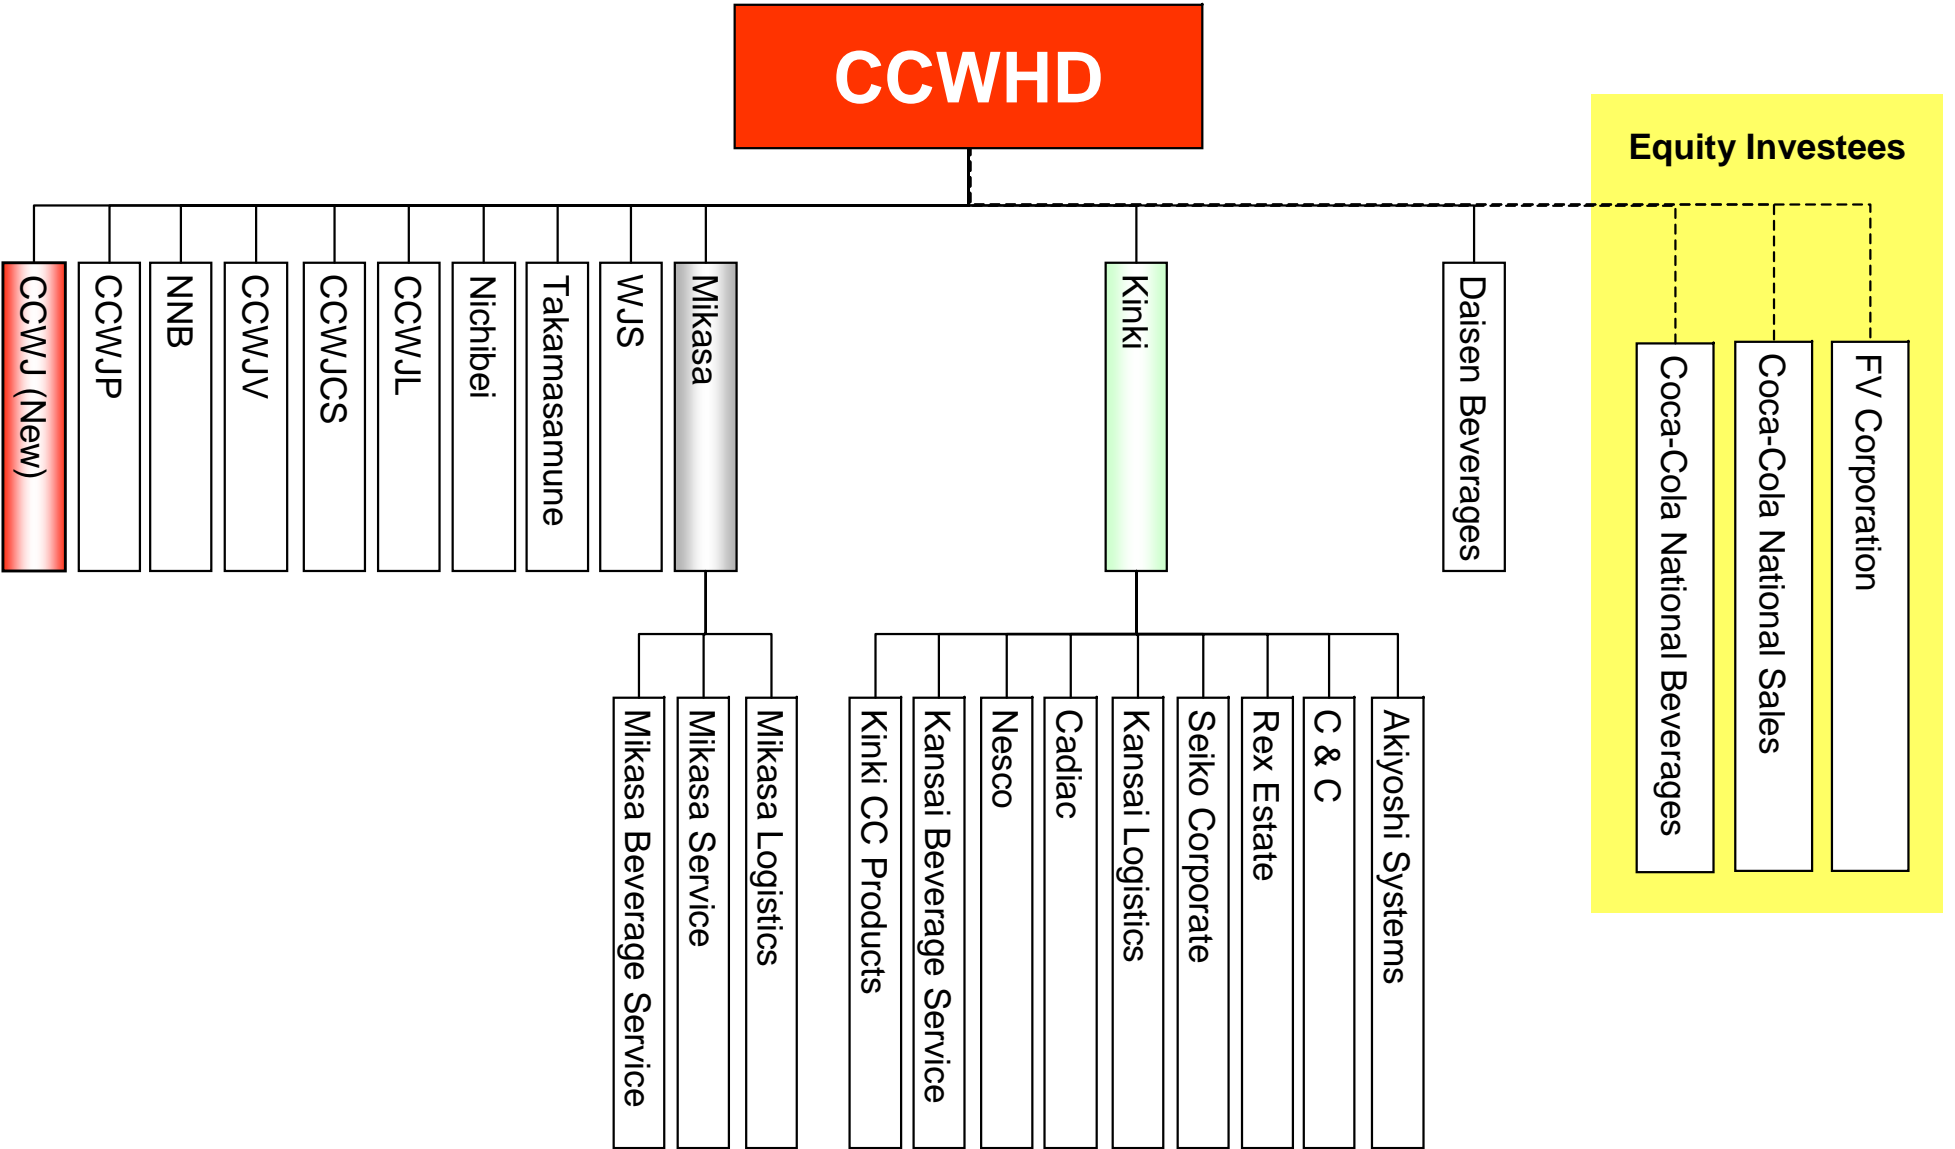 CCWHD
Equity Investees
CCWJ (New)
CCWJP
NNB
CCWJV
CCWJCS
CCWJL
Nichibei
Takamasamune
WJS
Mikasa
Kinki
Daisen Beverages
Coca-Cola National Beverages
Coca-Cola National Sales
FV Corporation
Mikasa Beverage Service
Mikasa Service
Mikasa Logistics
Kinki CC Products
Kansai Beverage Service
Nesco
Cadiac
Kansai Logistics
Seiko Corporate
Rex Estate
C & C
Akiyoshi Systems